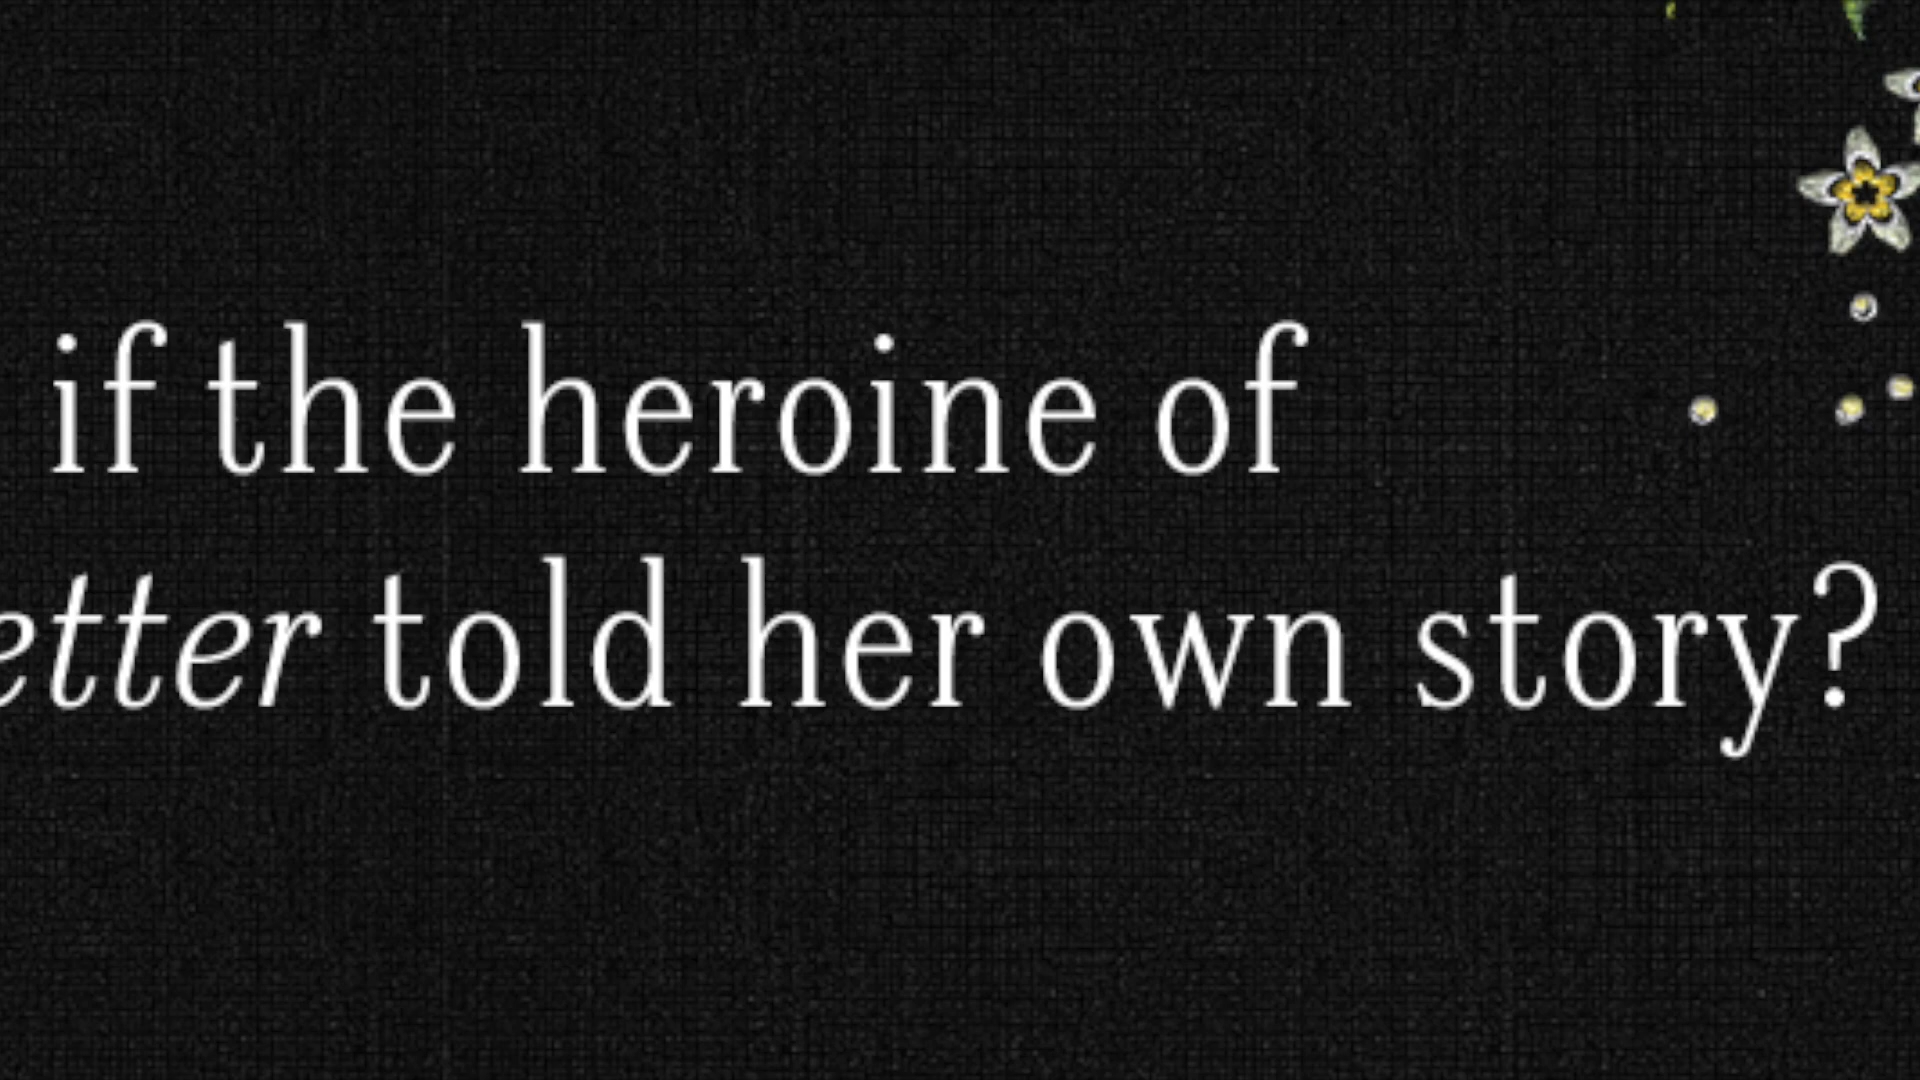 if the heroine of
etter told her own story?